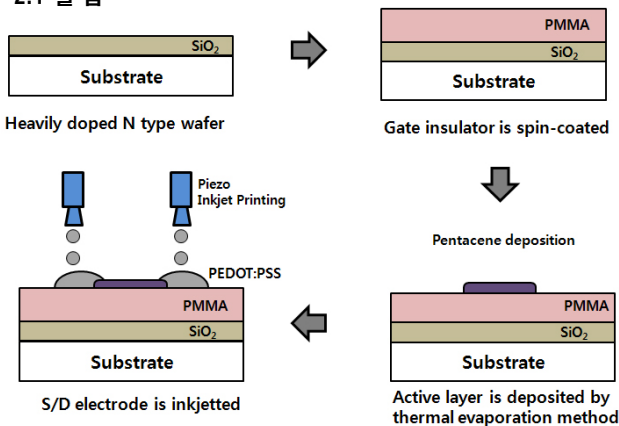 SiO₂
Substrate
Heavily doped N type wafer
PMMA
SiO₂
Substrate
Gate insulator is spin-coated
Pentacene deposition
PMMA
SiO₂
Substrate
Active layer is deposited by
thermal evaporation method
Piezo
Inkjet Printing
PEDOT:PSS
PMMA
SiO₂
Substrate
S/D electrode is inkjetted